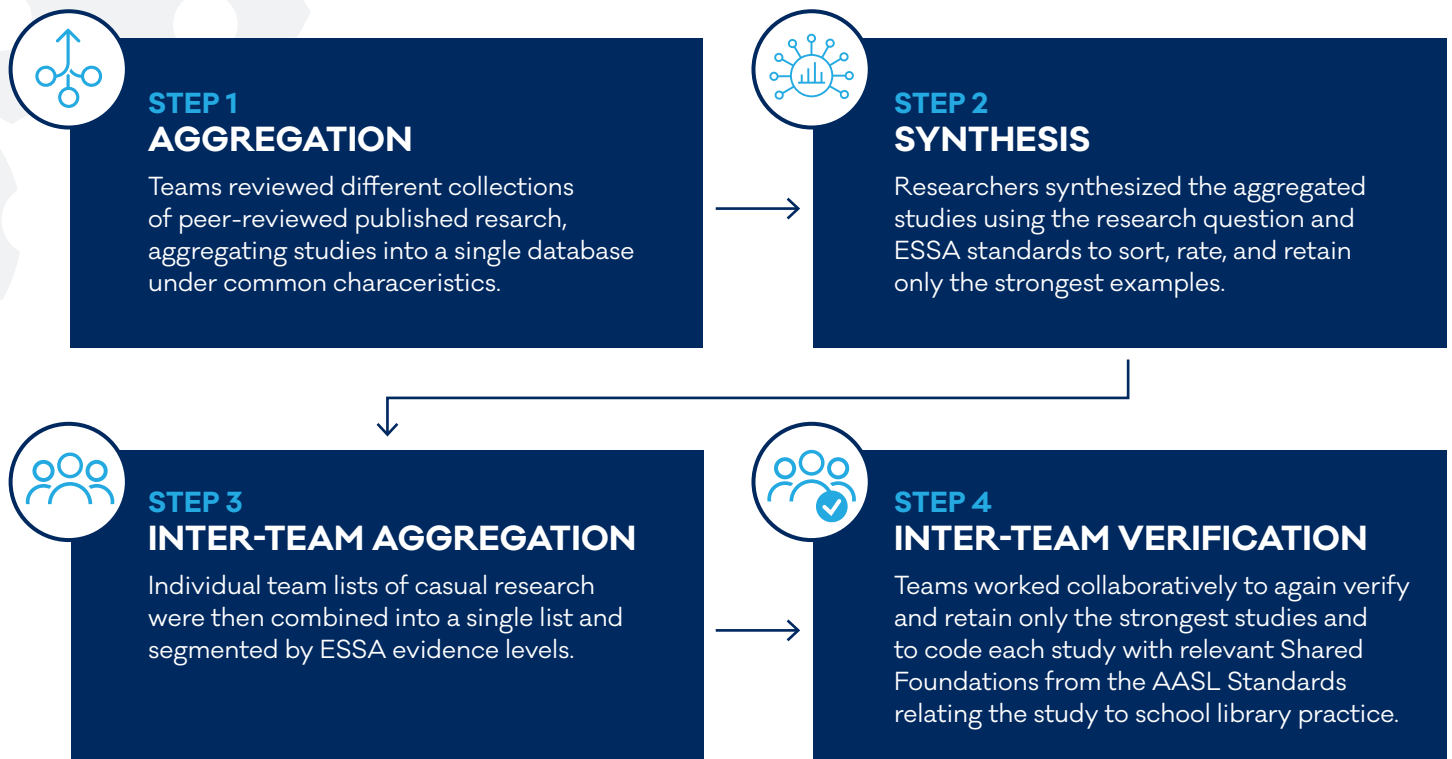 STEP 1
AGGREGATION
Teams reviewed different collections
of peer-reviewed published resarch,
aggregating studies into a single database
under common characeristics.
STEP 2
SYNTHESIS
Researchers synthesized the aggregated
studies using the research question and
ESSA standards to sort, rate, and retain
only the strongest examples.
STEP 3
INTER-TEAM AGGREGATION
Individual team lists of casual research
were then combined into a single list and
segmented by ESSA evidence levels.
STEP 4
INTER-TEAM VERIFICATION
Teams worked collaboratively to again verify
and retain only the strongest studies and
to code each study with relevant Shared
Foundations from the AASL Standards
relating the study to school library practice.